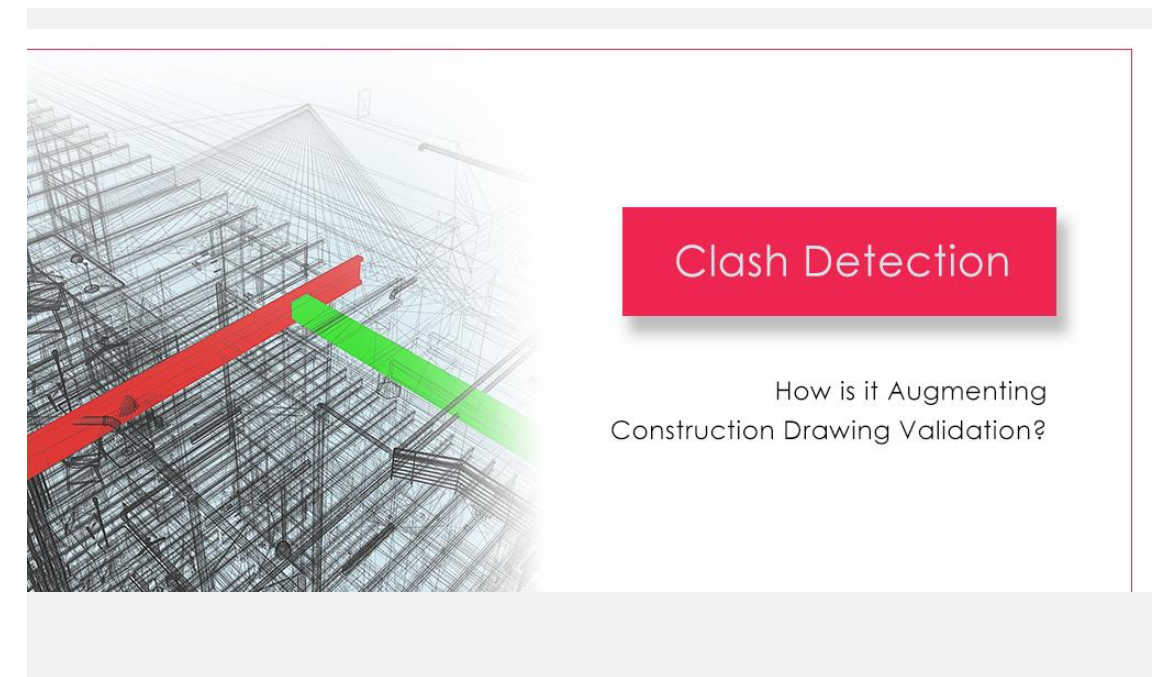 Clash Detection
How is it Augmenting
Construction Drawing Validation?